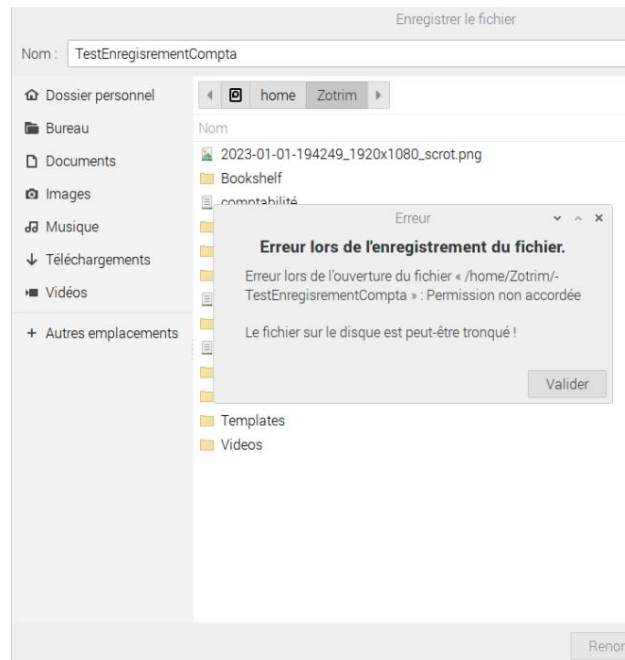 Enregistrer le fichier
Nom : TestEnregisrementCompta
Dossier personnel
Bureau
Documents
Images
Musique
Téléchargements
Vidéos
+ Autres emplacements
home Zotrim
Nom
2023-01-01-194249_1920x1080_scrot.png
Bookshelf
comptabilité
Erreur
Erreur lors de l'enregistrement du fichier.
Erreur lors de l'ouverture du fichier « /home/Zotrim/-
TestEnregisrementCompta » : Permission non accordée
Le fichier sur le disque est peut-être tronqué !
Valider
Templates
Videos